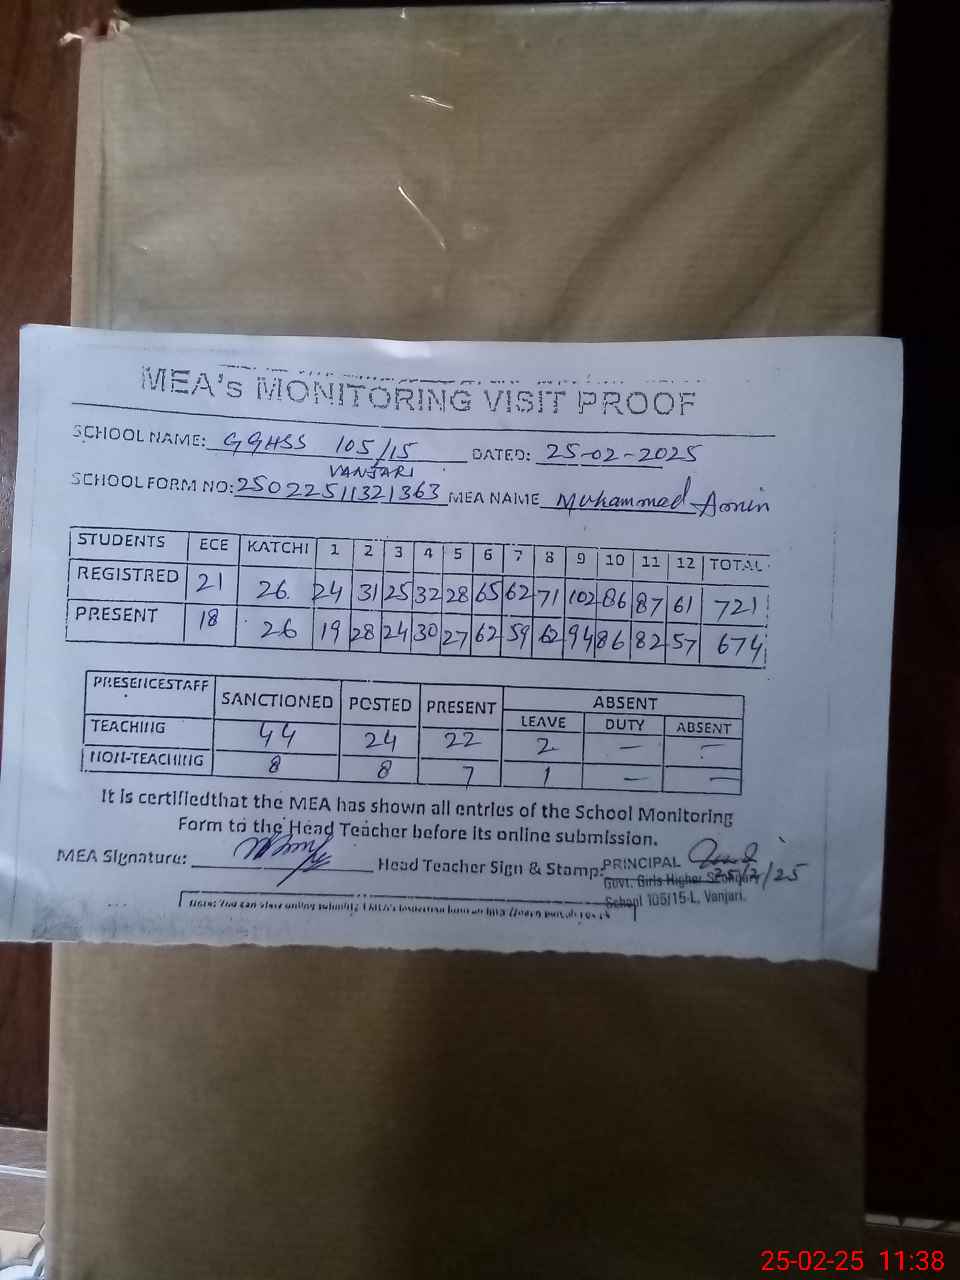 MEA's MONITORING VISIT PROOF
SCHOOL NAME: GGHSS 105/15 DATED: 25-02-2025
VANJARI
SCHOOL FORM NO: 25022511321363 MEA NAME Muhammad Amin
STUDENTS ECE KATCHI 1 2 3 4 5 6 7 8 9 10 11 12 TOTAL
REGISTRED 21 26 24 31 25 32 28 65 62 71 102 86 87 61 721
PRESENT 18 26 19 28 24 30 27 62 59 62 94 86 82 57 674
PRESENCESTAFF SANCTIONED POSTED PRESENT ABSENT
LEAVE DUTY ABSENT
TEACHING 44 24 22 2 — —
NON-TEACHING 8 8 7 1 — —
It is certifiedthat the MEA has shown all entries of the School Monitoring
Form to the Head Teacher before its online submission.
MEA Signature: Head Teacher Sign & Stamp: PRINCIPAL
25/2/25
Govt. Girls Higher Secondary
School 105/15-L, Vanjari.
25-02-25 11:38